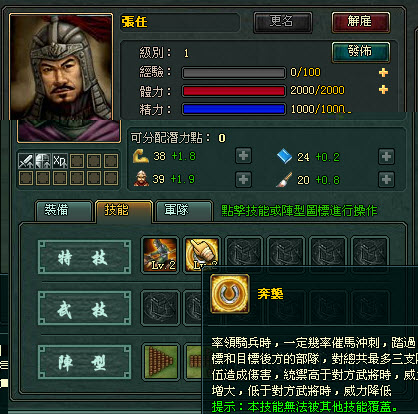 張任
更名
解雇
級別: 1
發佈
經驗: 0/100
體力: 2000/2000
精力: 1000/1000
可分配潛力點: 0
38 +1.8
24 +0.2
39 +1.9
20 +0.8
裝備
技能
軍隊
點擊技能或陣型圖標進行操作
特技
Lv.2
武技
陣型
奔襲
率領騎兵時，一定幾率催馬沖刺，踏過
標和目標後方的部隊，對總共最多三支
伍造成傷害，統禦高于對方武將時，威
增大，低于對方武將時，威力降低
提示：本技能無法被其他技能覆蓋。